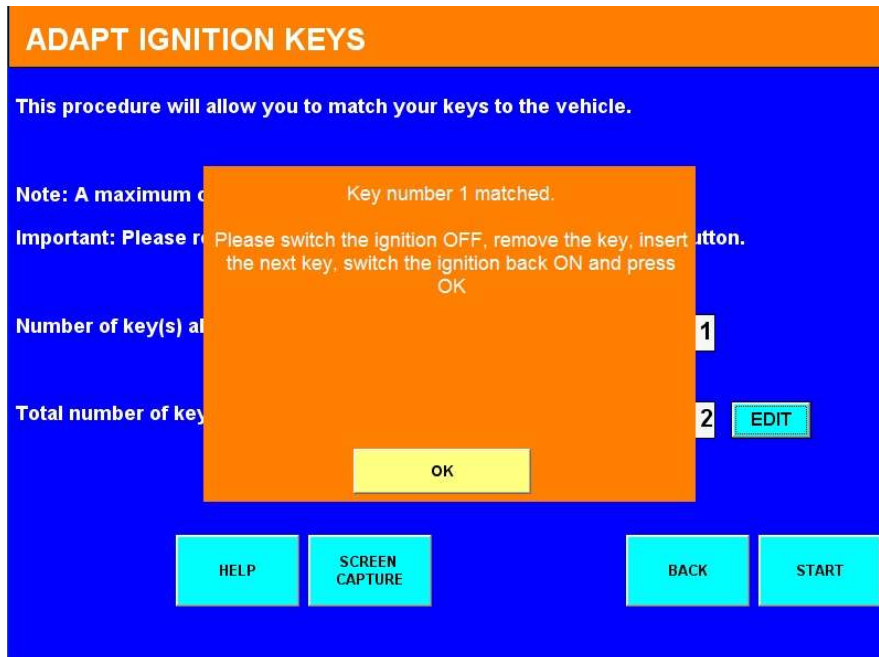 ADAPT IGNITION KEYS
This procedure will allow you to match your keys to the vehicle.
Note: A maximum
Key number 1 matched.
Important: Please
Please switch the ignition OFF, remove the key, insert
the next key, switch the ignition back ON and press
OK
Number of key(s)
1
Total number of
2 EDIT
OK
HELP SCREEN CAPTURE BACK START